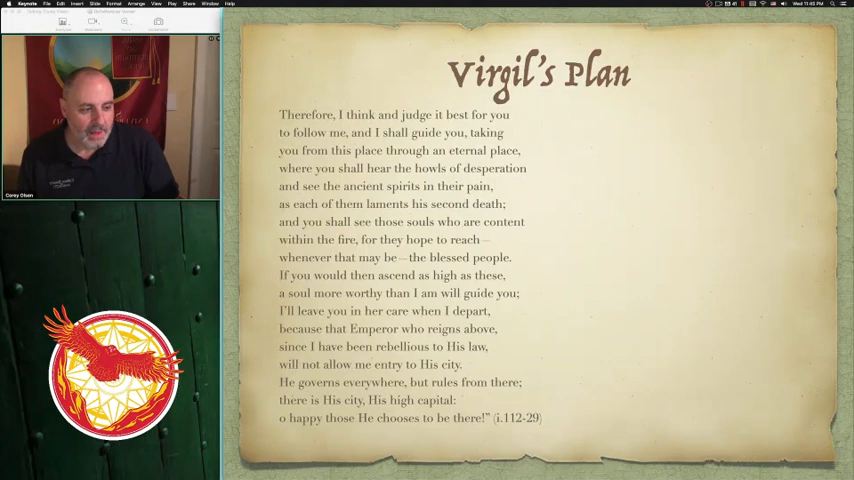 Keynote File Edit Insert Slide Format Arrange View Play Share Window Help
Wed 11:45 PM
Virgil's Plan
Therefore, I think and judge it best for you
to follow me, and I shall guide you, taking
you from this place through an eternal place,
where you shall hear the howls of desperation
and see the ancient spirits in their pain,
as each of them laments his second death;
and you shall see those souls who are content
within the fire, for they hope to reach—
whenever that may be—the blessed people.
If you would then ascend as high as these,
a soul more worthy than I am will guide you;
I'll leave you in her care when I depart,
because that Emperor who reigns above,
since I have been rebellious to His law,
will not allow me entry to His city.
He governs everywhere, but rules from there;
there is His city, His high capital:
o happy those He chooses to be there!" (i.112-29)
Corey Olsen